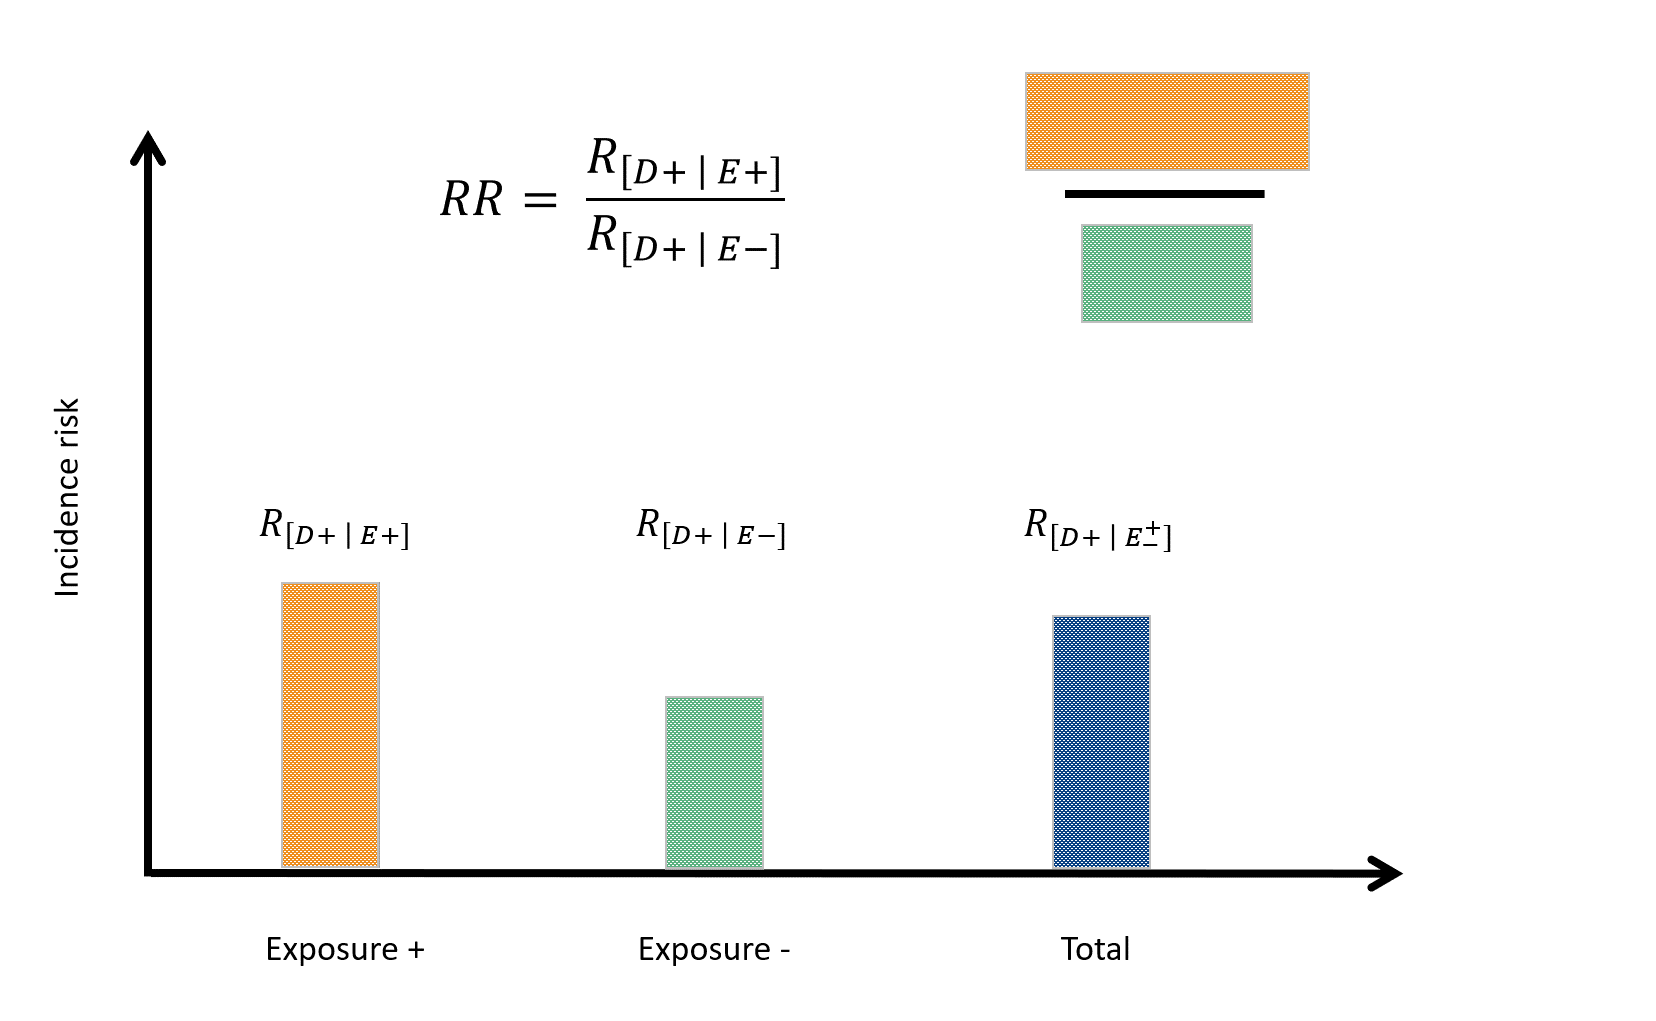 RR = R[D+ | E+] / R[D+ | E−]
Incidence risk
R[D+ | E+]
R[D+ | E−]
R[D+ | E±]
Exposure +
Exposure -
Total